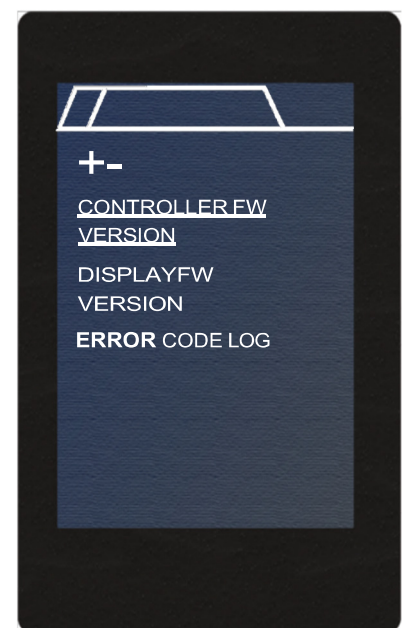 +-
CONTROLLER FW
VERSION
DISPLAYFW
VERSION
ERROR CODE LOG